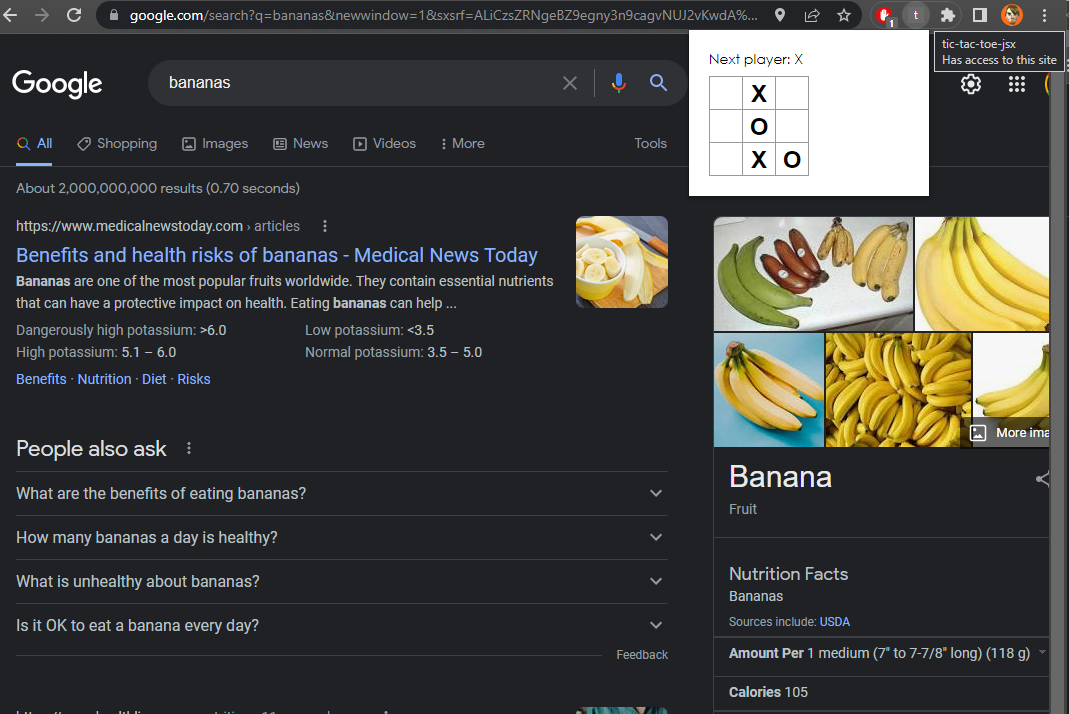 google.com/search?q=bananas&newwindow=1&sxsrf=ALiCzsZRNgeBZ9egny3n9cagvNUJ2vKwdA%...
1
t
tic-tac-toe-jsx
Has access to this site
Next player: X
X
O
X O
Google
bananas
All
Shopping
Images
News
Videos
More
Tools
About 2,000,000,000 results (0.70 seconds)
https://www.medicalnewstoday.com › articles
Benefits and health risks of bananas - Medical News Today
Bananas are one of the most popular fruits worldwide. They contain essential nutrients
that can have a protective impact on health. Eating bananas can help ...
Dangerously high potassium: >6.0 Low potassium: <3.5
High potassium: 5.1 – 6.0 Normal potassium: 3.5 – 5.0
Benefits · Nutrition · Diet · Risks
People also ask
What are the benefits of eating bananas?
How many bananas a day is healthy?
What is unhealthy about bananas?
Is it OK to eat a banana every day?
Feedback
More ima
Banana
Fruit
Nutrition Facts
Bananas
Sources include: USDA
Amount Per 1 medium (7" to 7-7/8" long) (118 g)
Calories 105